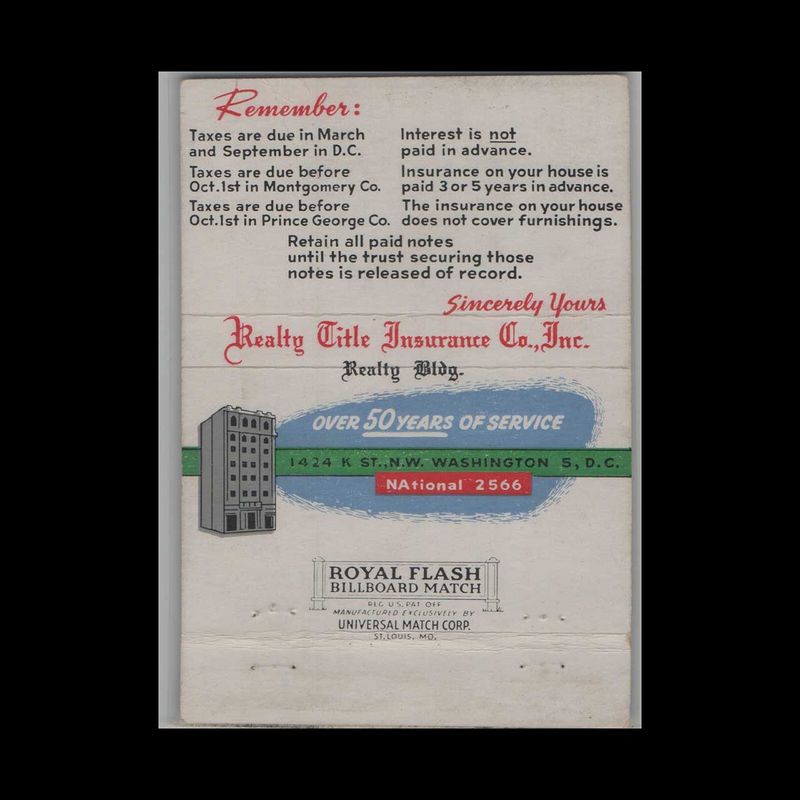 Remember:
Taxes are due in March
and September in D.C.
Taxes are due before
Oct.1st in Montgomery Co.
Taxes are due before
Oct.1st in Prince George Co.
Interest is not
paid in advance.
Insurance on your house is
paid 3 or 5 years in advance.
The insurance on your house
does not cover furnishings.
Retain all paid notes
until the trust securing those
notes is released of record.
Sincerely Yours
Realty Title Insurance Co., Inc.
Realty Bldg.
OVER 50 YEARS OF SERVICE
1424 K ST., N.W. WASHINGTON 5, D.C.
NAtional 2566
ROYAL FLASH
BILLBOARD MATCH
REG U.S. PAT OFF
MANUFACTURED EXCLUSIVELY BY
UNIVERSAL MATCH CORP.
ST. LOUIS, MO.